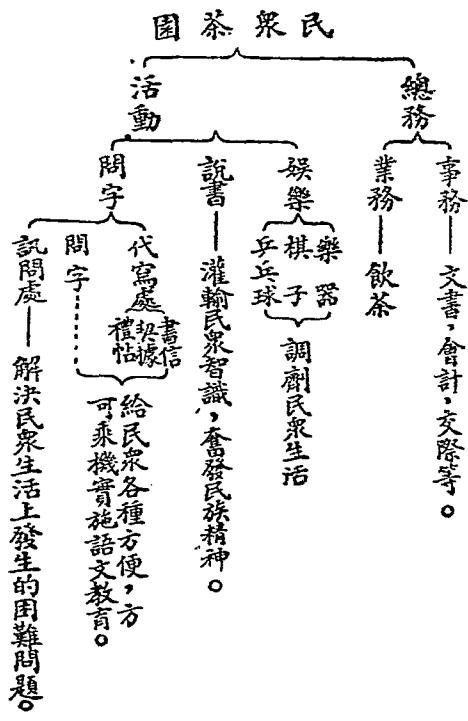 民衆茶園
總務
事務
文書，會計，交際等。
業務
飲茶
活動
娛樂
樂器
棋子
乒乓球
調劑民衆生活
說書
灌輸民衆智識，奮發民族精神。
問字
代寫處
書信
契據
禮帖
問字
給民衆各種方便，方
可乘機實施語文教育。
訊問處
解決民衆生活上發生的困難問題。